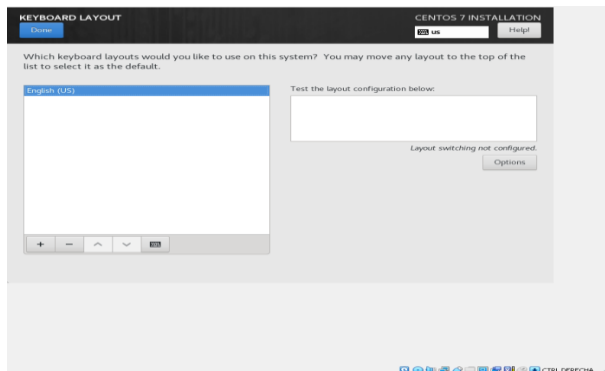 KEYBOARD LAYOUT
CENTOS 7 INSTALLATION
Done
us
Help!
Which keyboard layouts would you like to use on this system? You may move any layout to the top of the
list to select it as the default.
English (US)
Test the layout configuration below:
Layout switching not configured.
Options
CTRL DERECHA